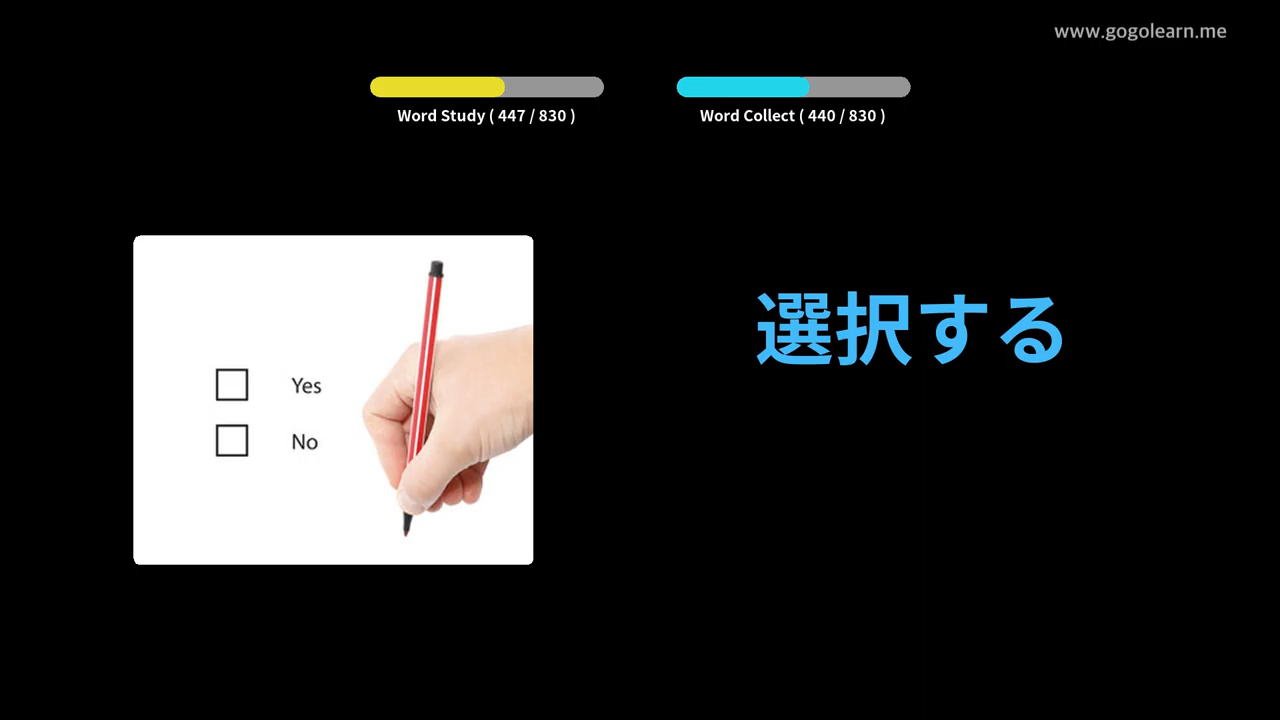 www.gogolearn.me
Word Study ( 447 / 830 )
Word Collect ( 440 / 830 )
選択する
Yes
No